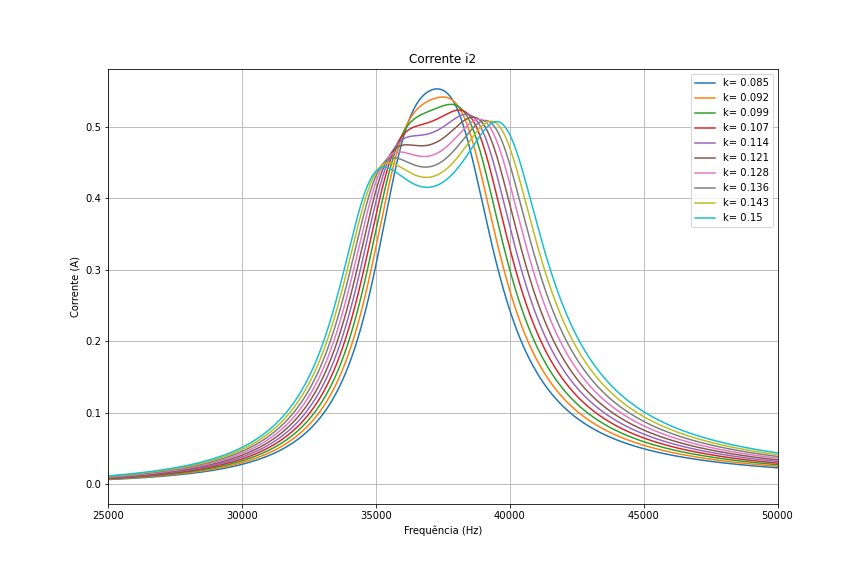 Corrente i2
k= 0.085
k= 0.092
k= 0.099
k= 0.107
k= 0.114
k= 0.121
k= 0.128
k= 0.136
k= 0.143
k= 0.15
Corrente (A)
0.5
0.4
0.3
0.2
0.1
0.0
25000 30000 35000 40000 45000 50000
Frequência (Hz)